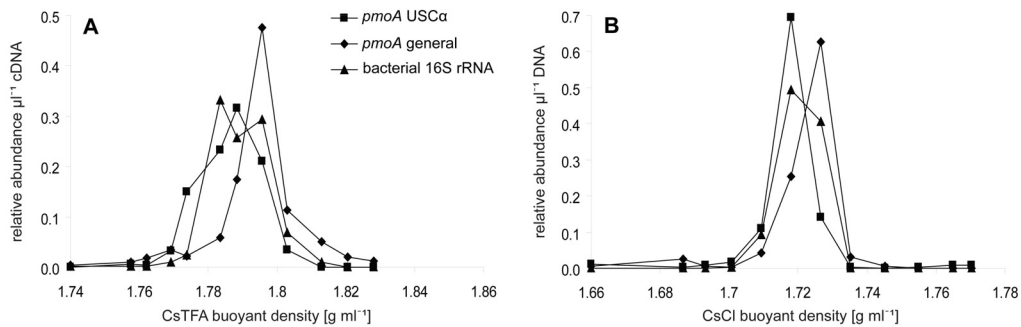 A
pmoA USCα
pmoA general
bacterial 16S rRNA
relative abundance µl⁻¹ cDNA
0.5
0.4
0.3
0.2
0.1
0.0
1.74 1.76 1.78 1.8 1.82 1.84 1.86
CsTFA buoyant density [g ml⁻¹]
B
relative abundance µl⁻¹ DNA
0.7
0.6
0.5
0.4
0.3
0.2
0.1
0.0
1.66 1.68 1.7 1.72 1.74 1.76 1.78
CsCl buoyant density [g ml⁻¹]